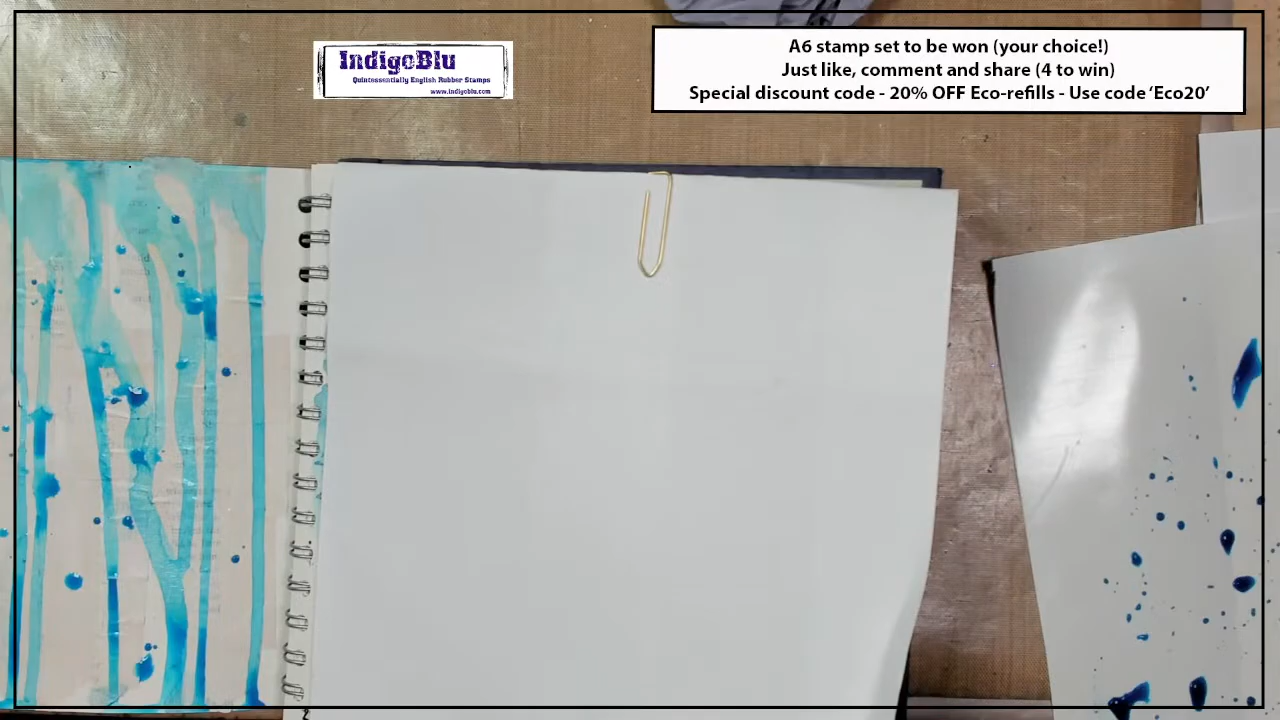 IndigoBlu
Quintessentially English Rubber Stamps
www.indigoblu.com
A6 stamp set to be won (your choice!)
Just like, comment and share (4 to win)
Special discount code - 20% OFF Eco-refills - Use code ‘Eco20’